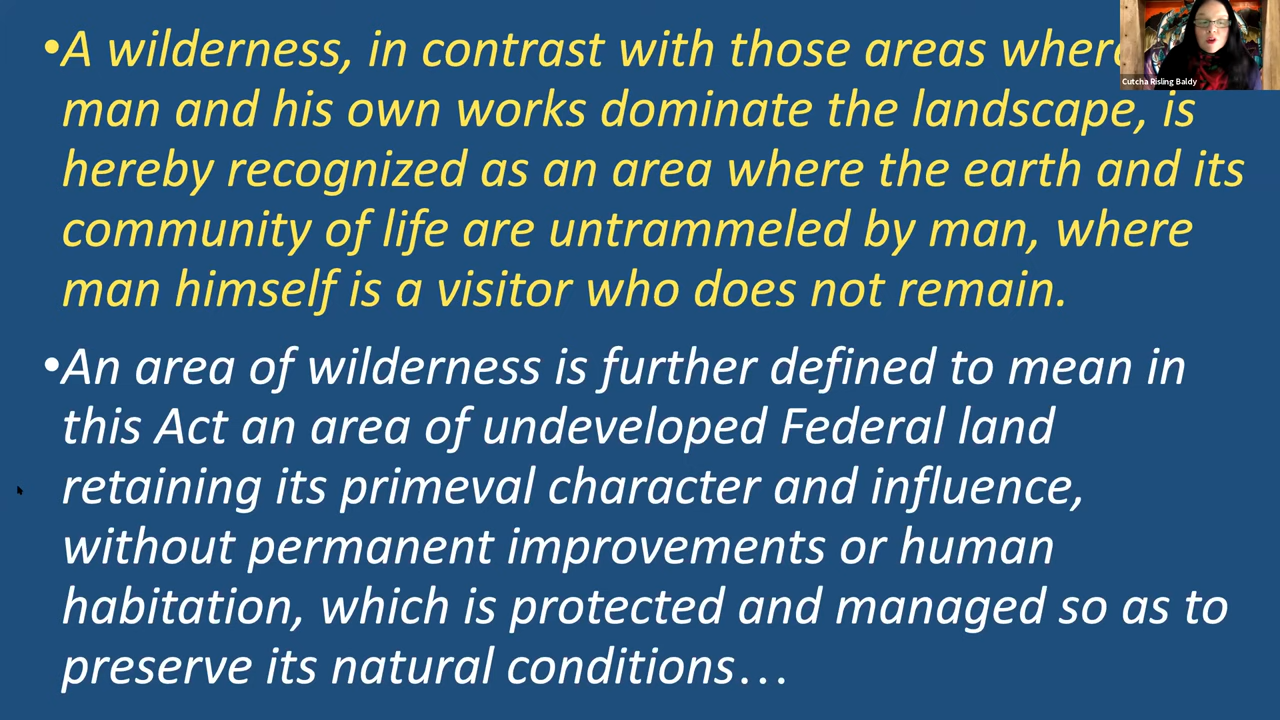 •A wilderness, in contrast with those areas where
man and his own works dominate the landscape, is
hereby recognized as an area where the earth and its
community of life are untrammeled by man, where
man himself is a visitor who does not remain.
•An area of wilderness is further defined to mean in
this Act an area of undeveloped Federal land
retaining its primeval character and influence,
without permanent improvements or human
habitation, which is protected and managed so as to
preserve its natural conditions…
Cutcha Risling Baldy